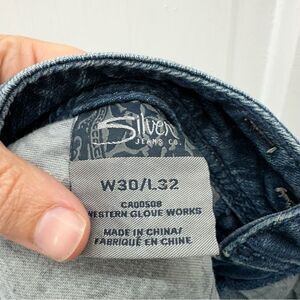 Silver
JEANS CO.
W30/L32
CA00508
WESTERN GLOVE WORKS
MADE IN CHINA/
FABRIQUÉ EN CHINE